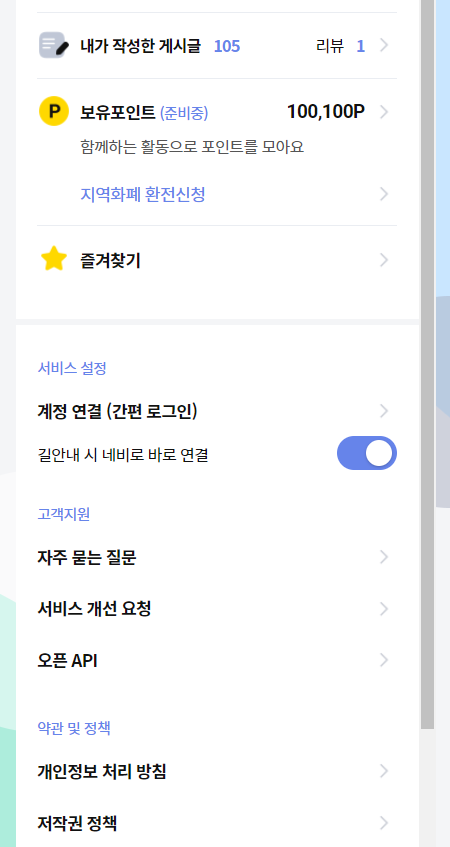 내가 작성한 게시글 105 리뷰 1
P 보유포인트 (준비중) 100,100P
함께하는 활동으로 포인트를 모아요
지역화폐 환전신청
즐겨찾기
서비스 설정
계정 연결 (간편 로그인)
길안내 시 네비로 바로 연결
고객지원
자주 묻는 질문
서비스 개선 요청
오픈 API
약관 및 정책
개인정보 처리 방침
저작권 정책